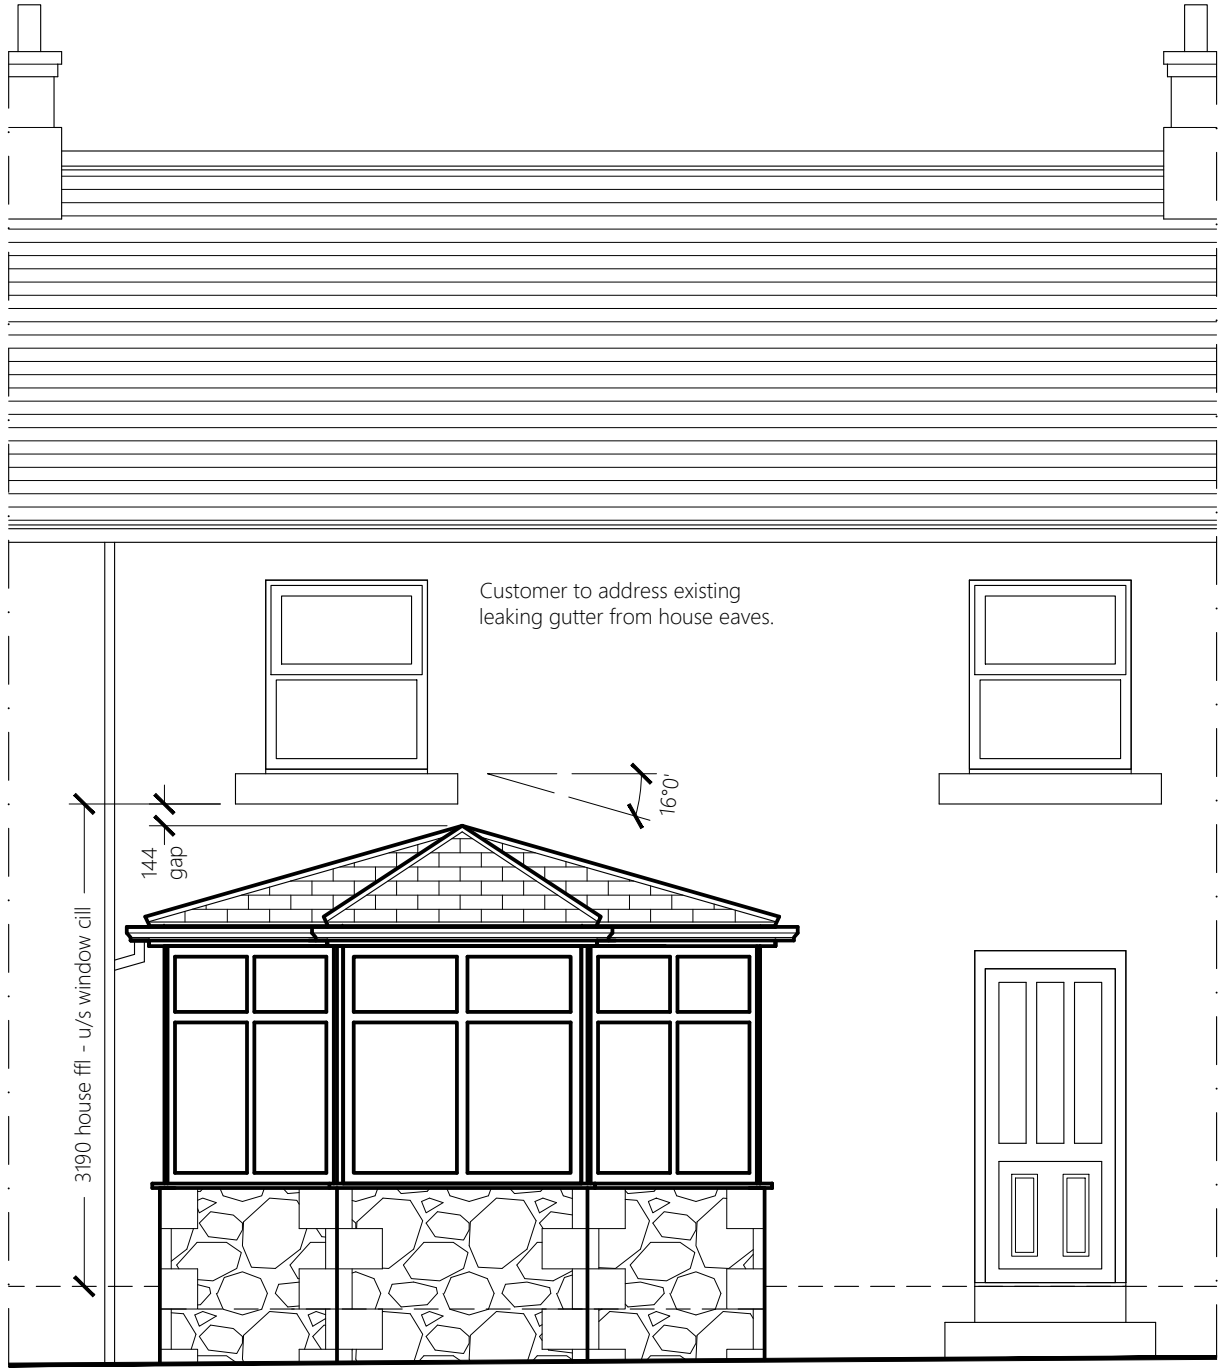 Customer to address existing
leaking gutter from house eaves.
16°0'
144
gap
3190 house ffl - u/s window cill